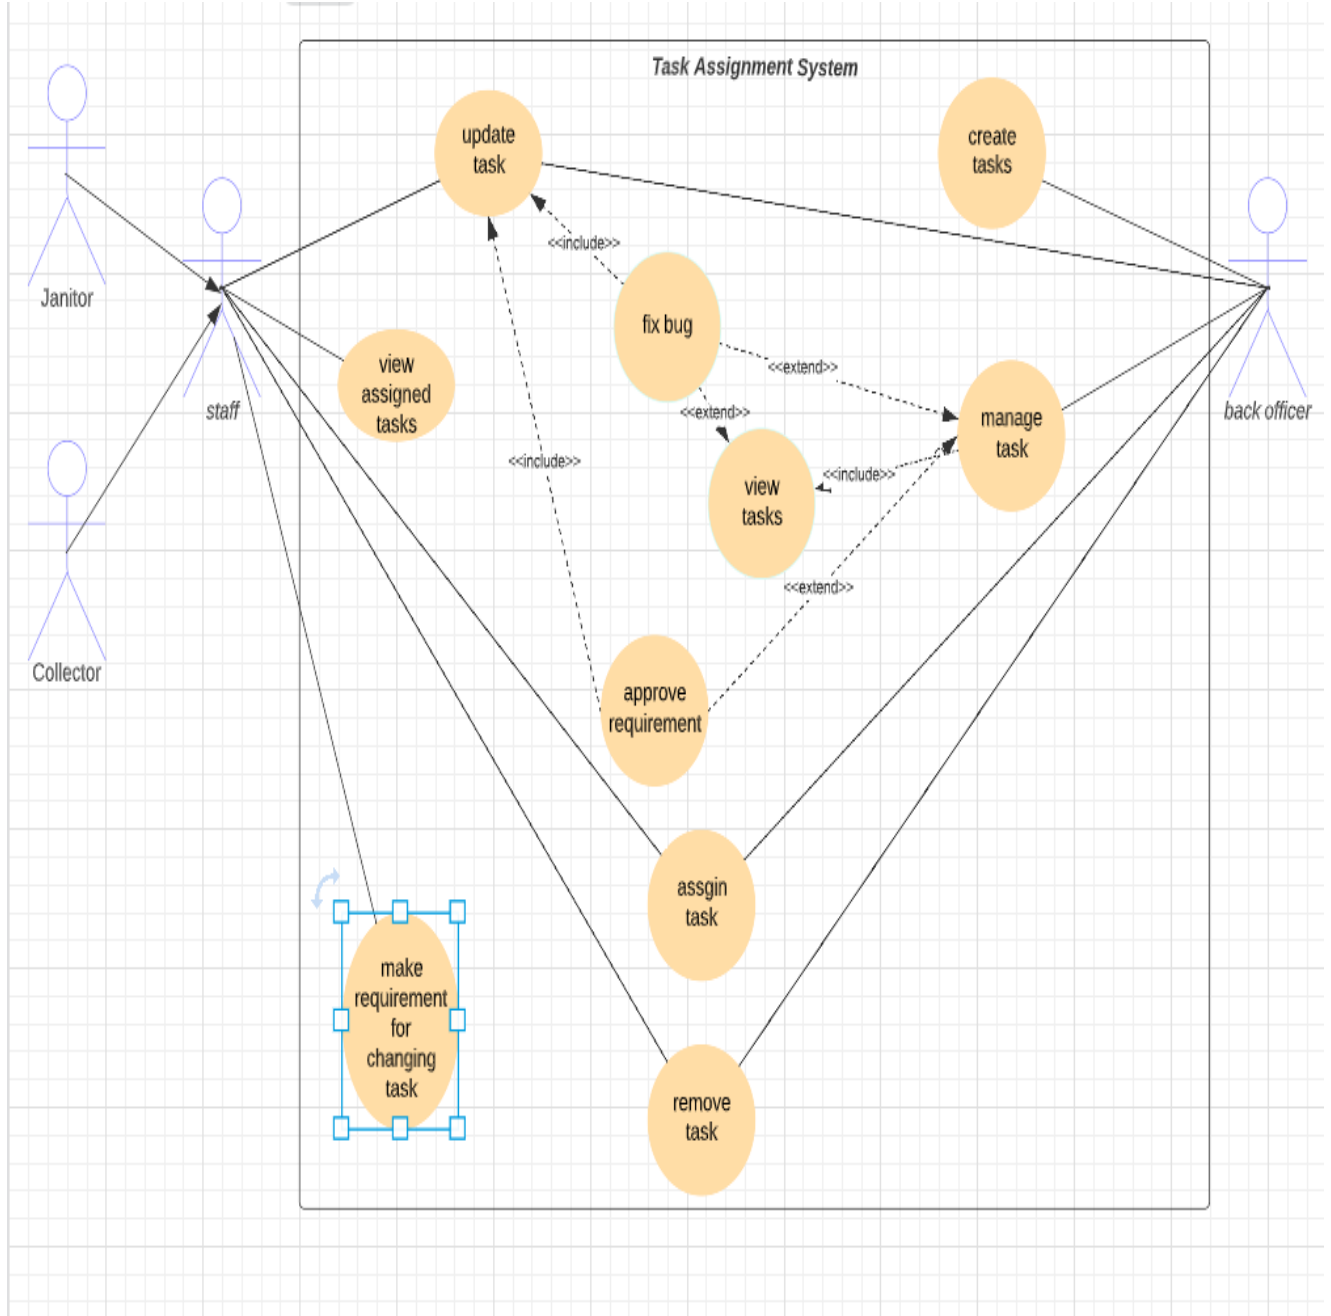 Task Assignment System
update
task
create
tasks
<<include>>
Janitor
fix bug
<<extend>>
view
assigned
tasks
staff
<<extend>>
back officer
manage
task
<<include>>
<<include>>
view
tasks
<<extend>>
Collector
approve
requirement
assgin
task
make
requirement
for
changing
task
remove
task